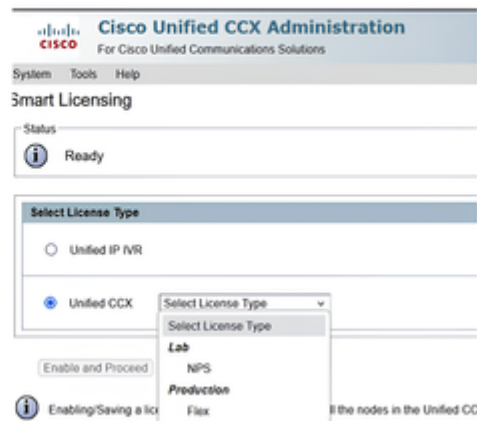 CISCO
Cisco Unified CCX Administration
For Cisco Unified Communications Solutions
System Tools Help
Smart Licensing
Status
Ready
Select License Type
Unified IP IVR
Unified CCX Select License Type
Select License Type
Lab
Enable and Proceed NPS
Production
Enabling/Saving a lic Flex ll the nodes in the Unified CC